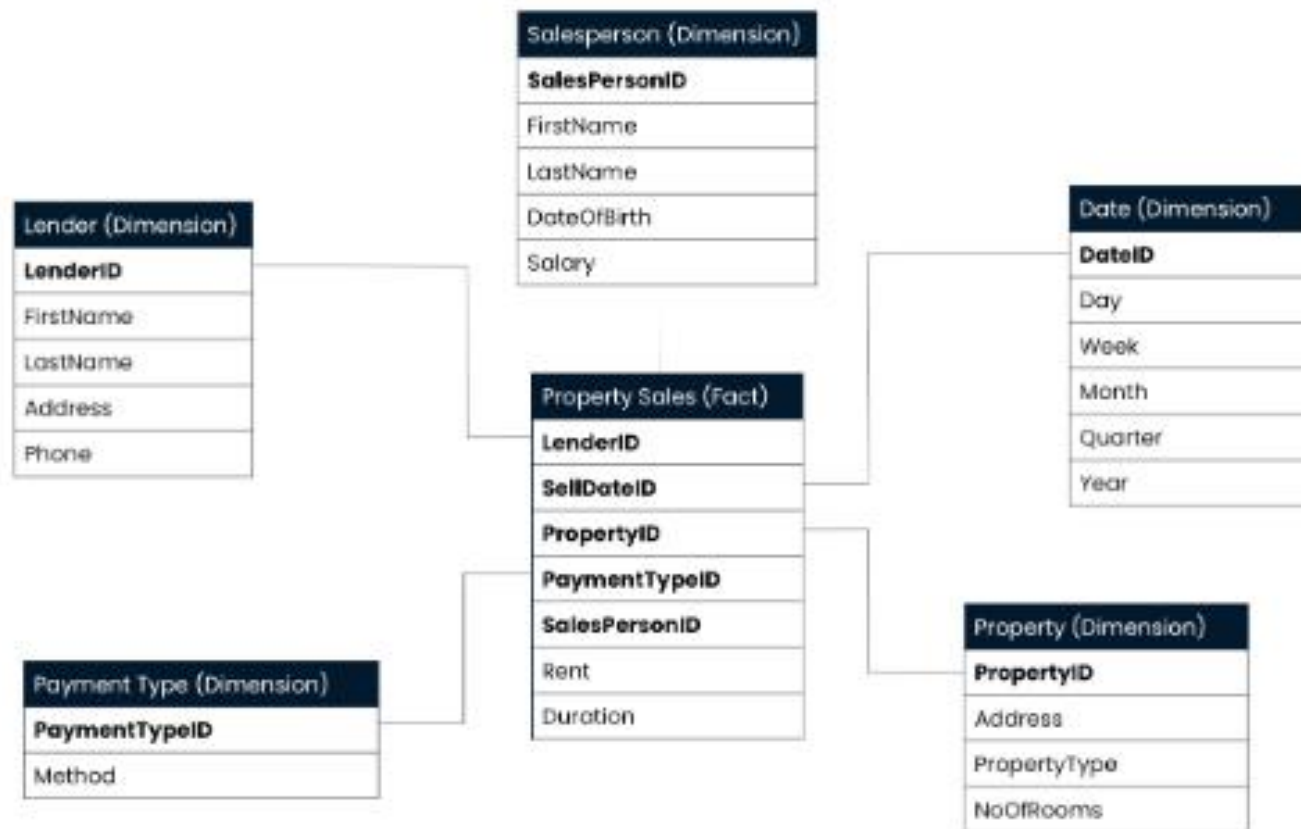 Salesperson (Dimension)
SalesPersonID
FirstName
LastName
DateOfBirth
Salary
Lender (Dimension)
LenderID
FirstName
LastName
Address
Phone
Date (Dimension)
DateID
Day
Week
Month
Quarter
Year
Property Sales (Fact)
LenderID
SellDateID
PropertyID
PaymentTypeID
SalesPersonID
Rent
Duration
Payment Type (Dimension)
PaymentTypeID
Method
Property (Dimension)
PropertyID
Address
PropertyType
NoOfRooms